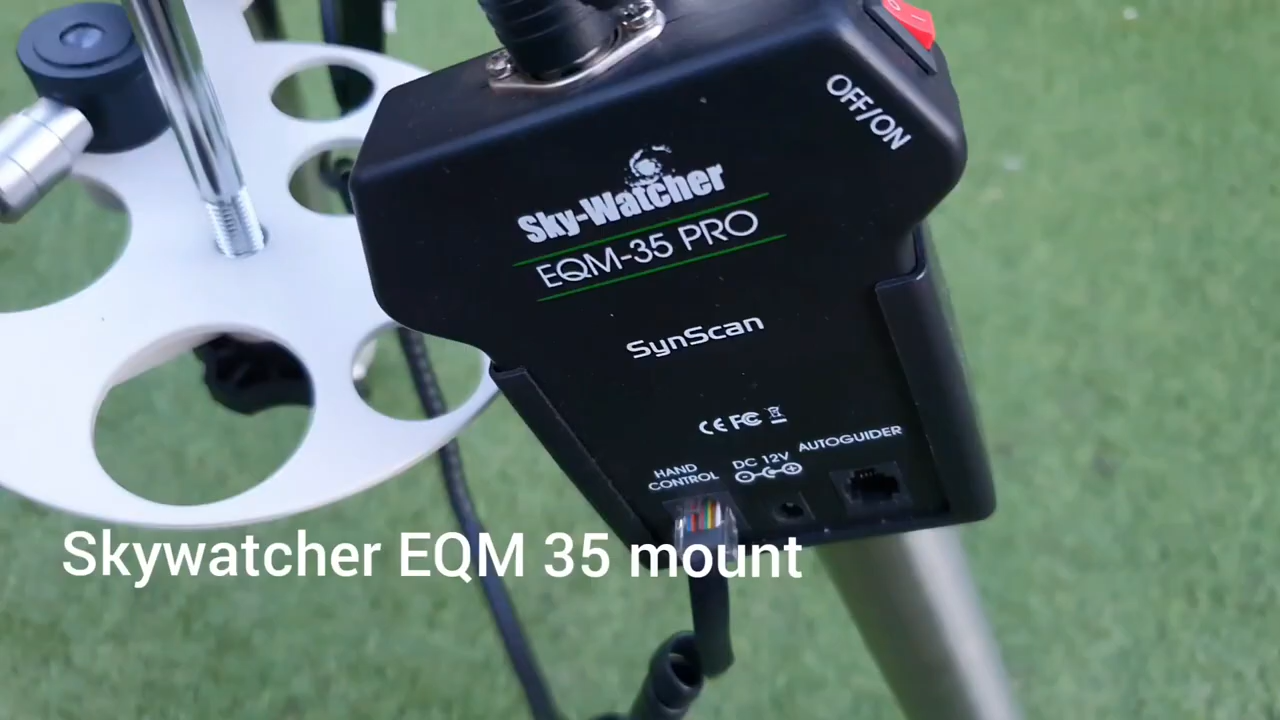 OFF/ON
Sky-Watcher
EQM-35 PRO
SynScan
CE FC
HAND CONTROL
DC 12V
AUTOGUIDER
Skywatcher EQM 35 mount